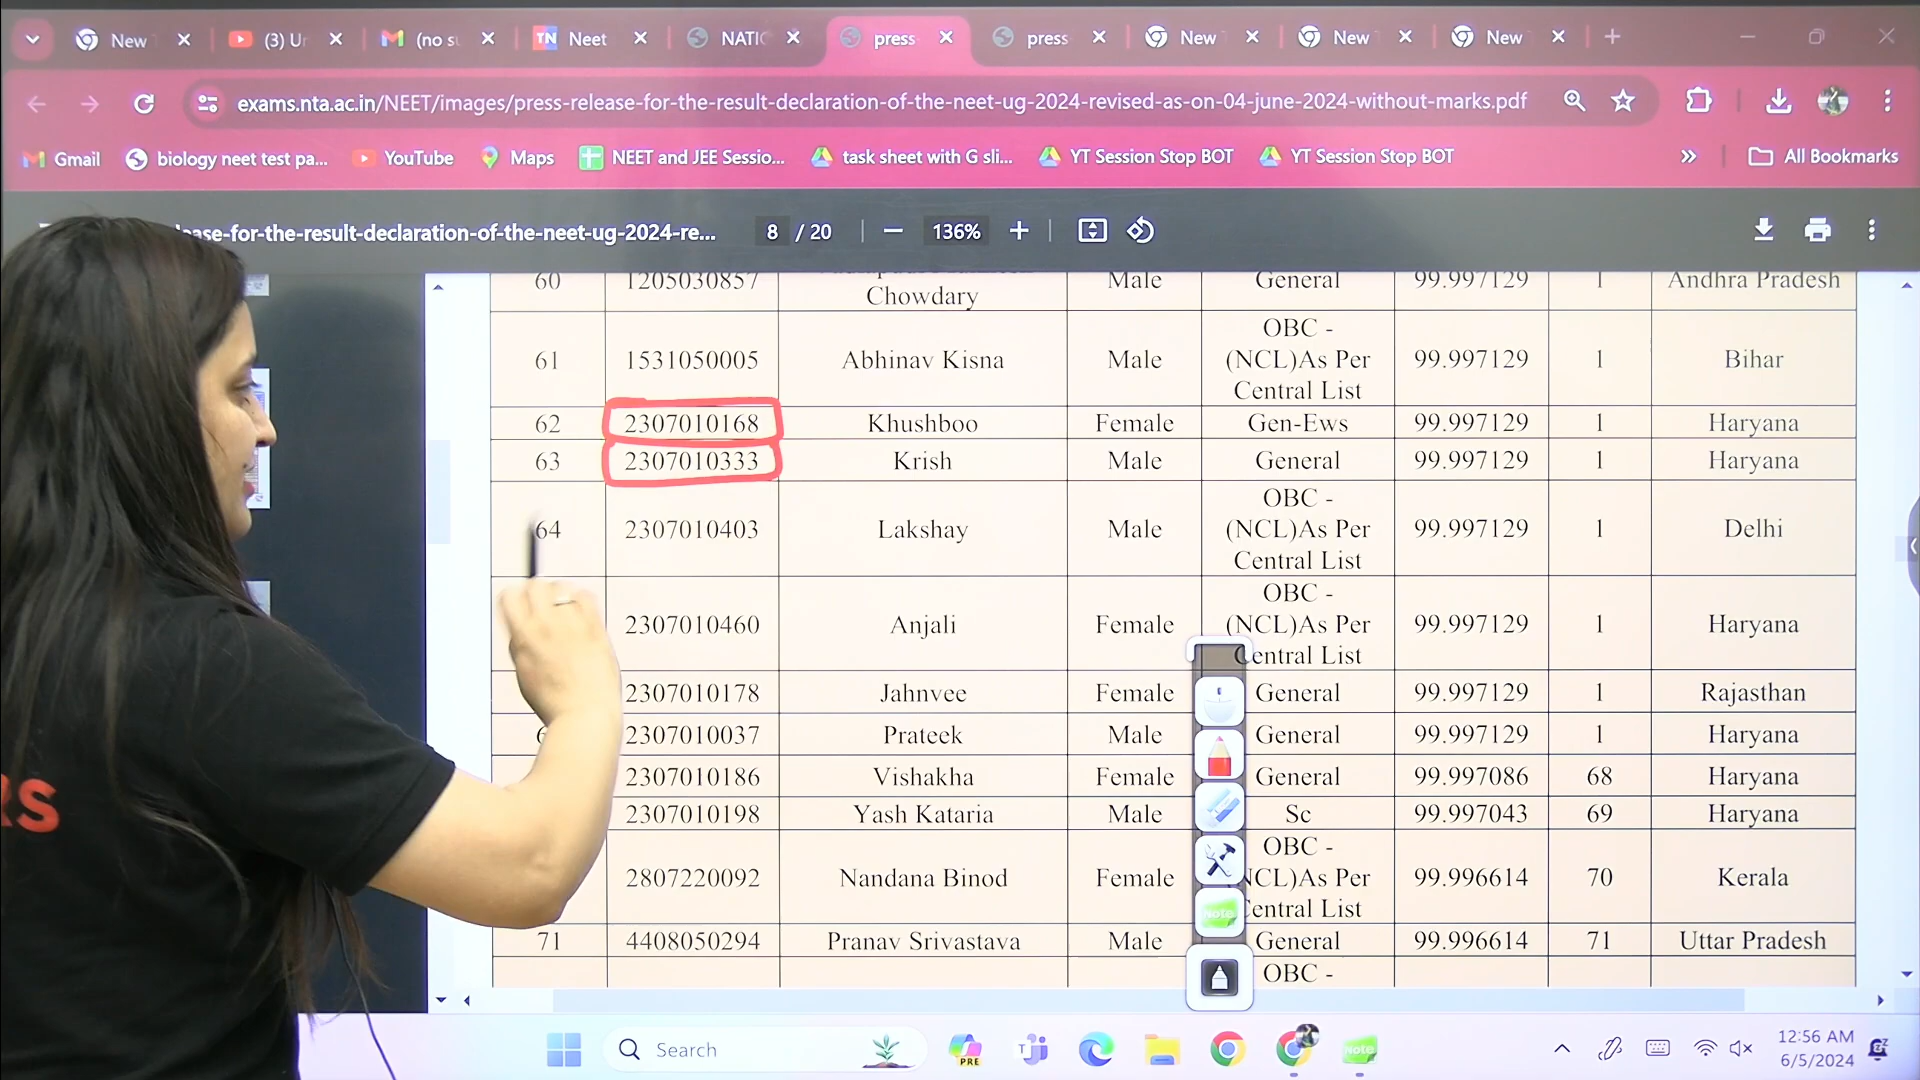 New
(3) Ur
(no su
TN Neet
NATIO
press
press
New
New
New
exams.nta.ac.in/NEET/images/press-release-for-the-result-declaration-of-the-neet-ug-2024-revised-as-on-04-june-2024-without-marks.pdf
Gmail
biology neet test pa...
YouTube
Maps
NEET and JEE Sessio...
task sheet with G sli...
YT Session Stop BOT
YT Session Stop BOT
All Bookmarks
ease-for-the-result-declaration-of-the-neet-ug-2024-re...
8 / 20
136%
60 1205030857 Chowdary Male General 99.997129 1 Andhra Pradesh
61 1531050005 Abhinav Kisna Male OBC - (NCL)As Per Central List 99.997129 1 Bihar
62 2307010168 Khushboo Female Gen-Ews 99.997129 1 Haryana
63 2307010333 Krish Male General 99.997129 1 Haryana
64 2307010403 Lakshay Male OBC - (NCL)As Per Central List 99.997129 1 Delhi
2307010460 Anjali Female OBC - (NCL)As Per Central List 99.997129 1 Haryana
2307010178 Jahnvee Female General 99.997129 1 Rajasthan
2307010037 Prateek Male General 99.997129 1 Haryana
2307010186 Vishakha Female General 99.997086 68 Haryana
2307010198 Yash Kataria Male Sc 99.997043 69 Haryana
2807220092 Nandana Binod Female OBC - NCL)As Per Central List 99.996614 70 Kerala
71 4408050294 Pranav Srivastava Male General 99.996614 71 Uttar Pradesh
OBC -
RS
Note
Search
PRE
Note
12:56 AM
6/5/2024